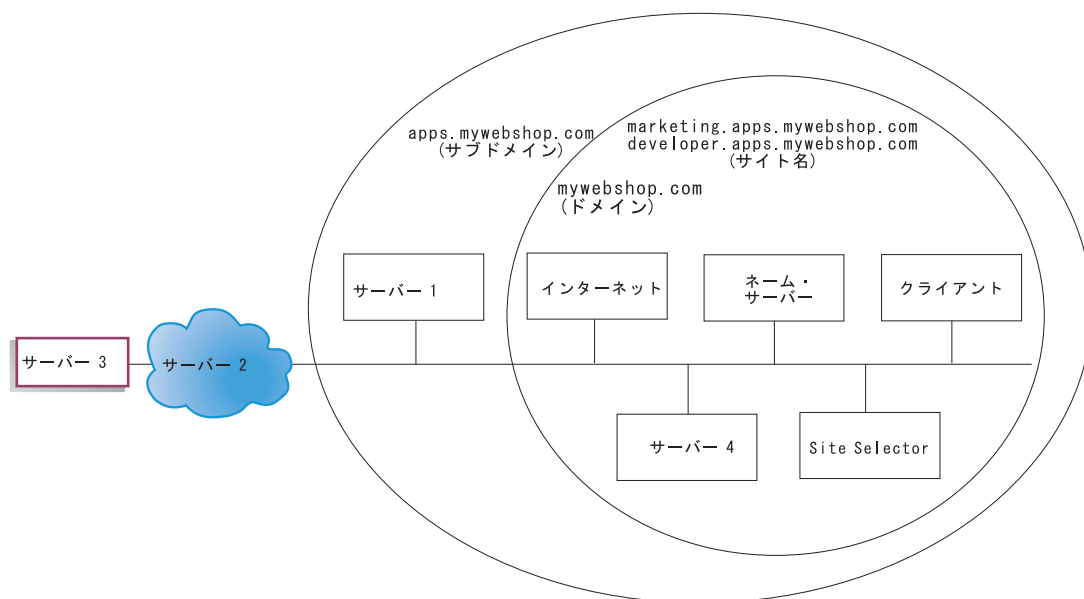 apps.mywebshop.com
(サブドメイン)
marketing.apps.mywebshop.com
developer.apps.mywebshop.com
(サイト名)
mywebshop.com
(ドメイン)
サーバー 1
インターネット
ネーム・
サーバー
クライアント
サーバー 3
サーバー 2
サーバー 4
Site Selector